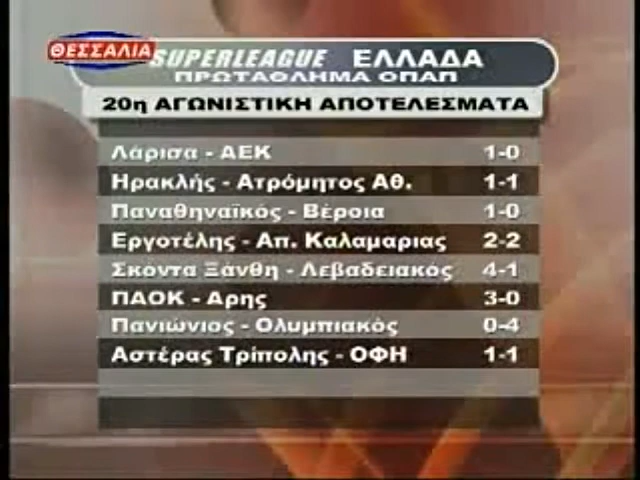 ΘΕΣΣΑΛΙΑ
SUPERLEAGUE ΕΛΛΑΔΑ
ΠΡΩΤΑΘΛΗΜΑ ΟΠΑΠ
20η ΑΓΩΝΙΣΤΙΚΗ ΑΠΟΤΕΛΕΣΜΑΤΑ
Λάρισα - ΑΕΚ 1-0
Ηρακλής - Ατρόμητος Αθ. 1-1
Παναθηναϊκός - Βέροια 1-0
Εργοτέλης - Απ. Καλαμαριας 2-2
Σκόντα Ξάνθη - Λεβαδειακός 4-1
ΠΑΟΚ - Αρης 3-0
Πανιώνιος - Ολυμπιακός 0-4
Αστέρας Τρίπολης - ΟΦΗ 1-1